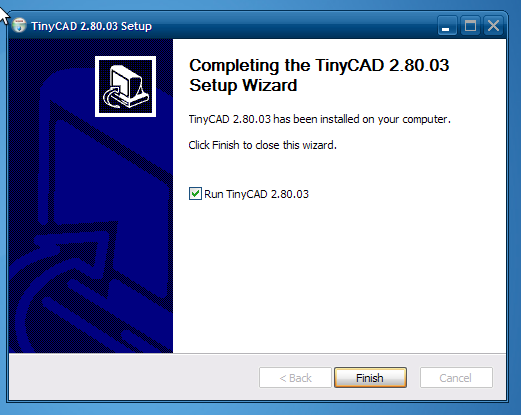 TinyCAD 2.80.03 Setup
Completing the TinyCAD 2.80.03
Setup Wizard
TinyCAD 2.80.03 has been installed on your computer.
Click Finish to close this wizard.
Run TinyCAD 2.80.03
< Back
Finish
Cancel